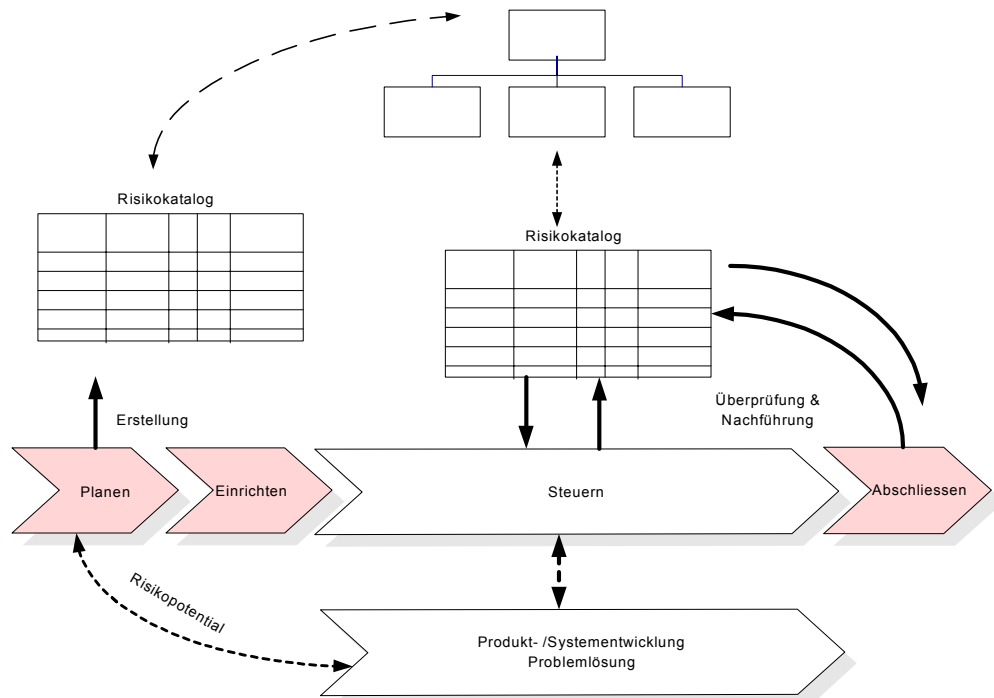 Risikokatalog
Risikokatalog
Erstellung
Überprüfung &
Nachführung
Planen
Einrichten
Steuern
Abschliessen
Risikopotential
Produkt- /Systementwicklung
Problemlösung